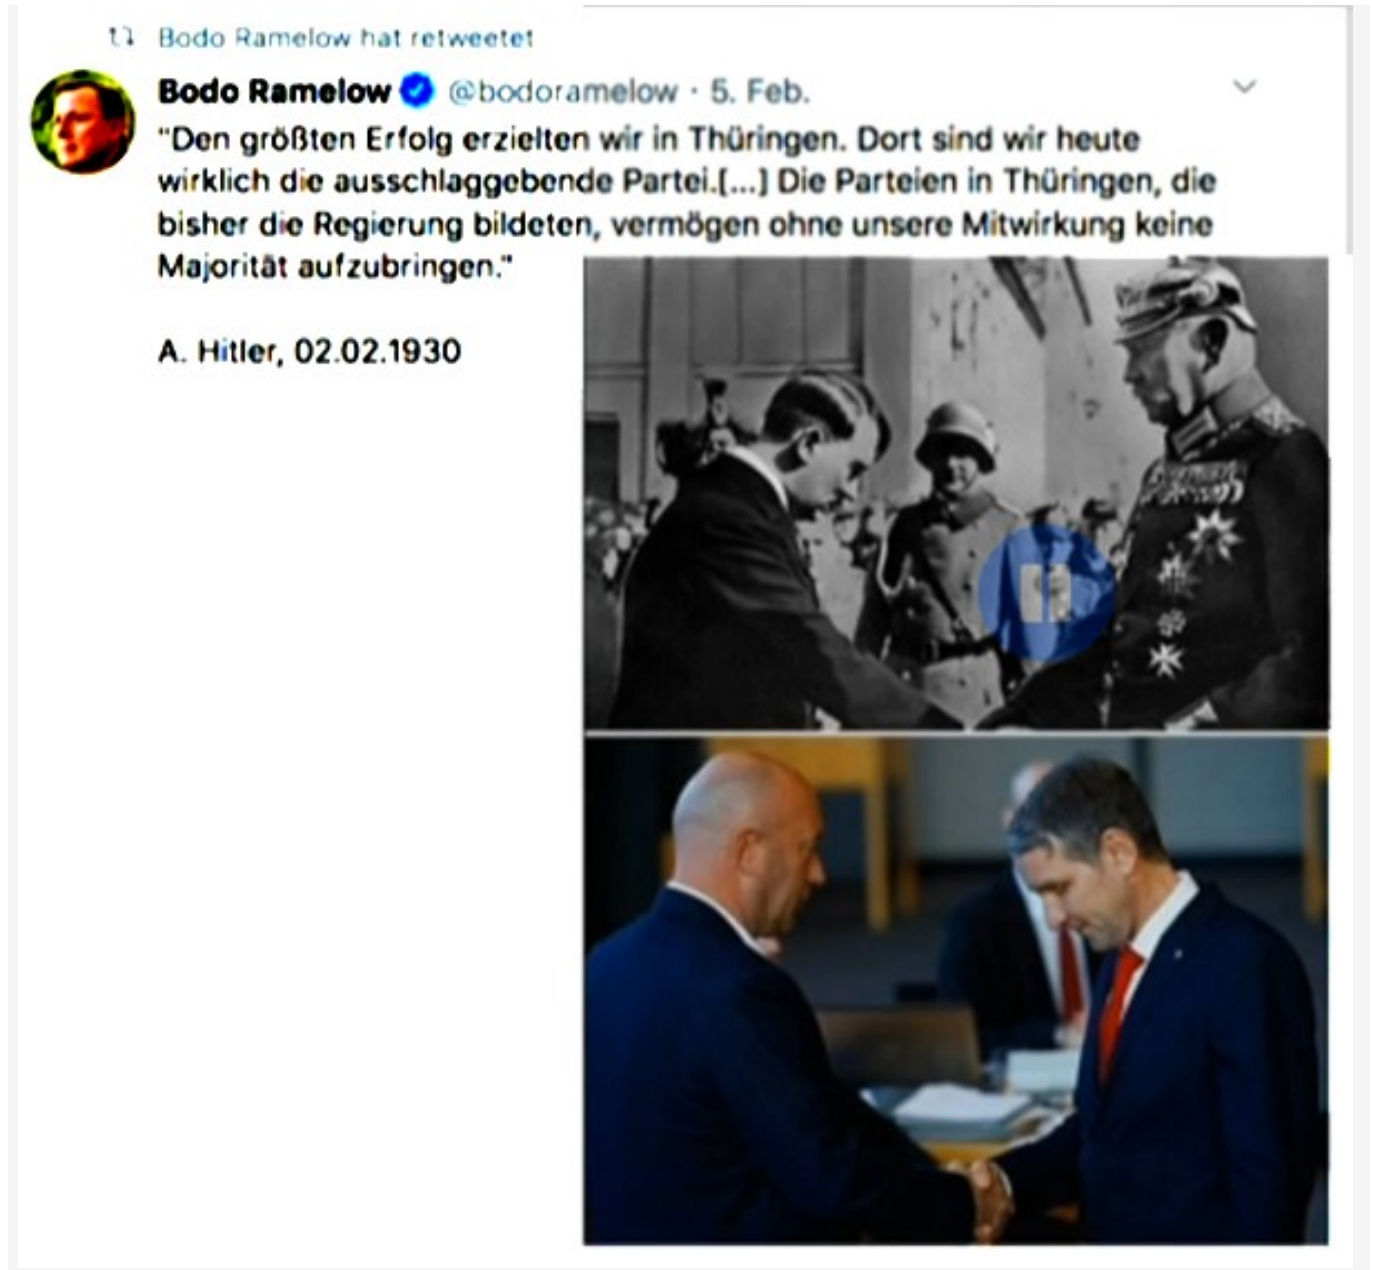 Bodo Ramelow hat retweetet
Bodo Ramelow @bodoramelow · 5. Feb.
"Den größten Erfolg erzielten wir in Thüringen. Dort sind wir heute
wirklich die ausschlaggebende Partei.[...] Die Parteien in Thüringen, die
bisher die Regierung bildeten, vermögen ohne unsere Mitwirkung keine
Majorität aufzubringen."
A. Hitler, 02.02.1930